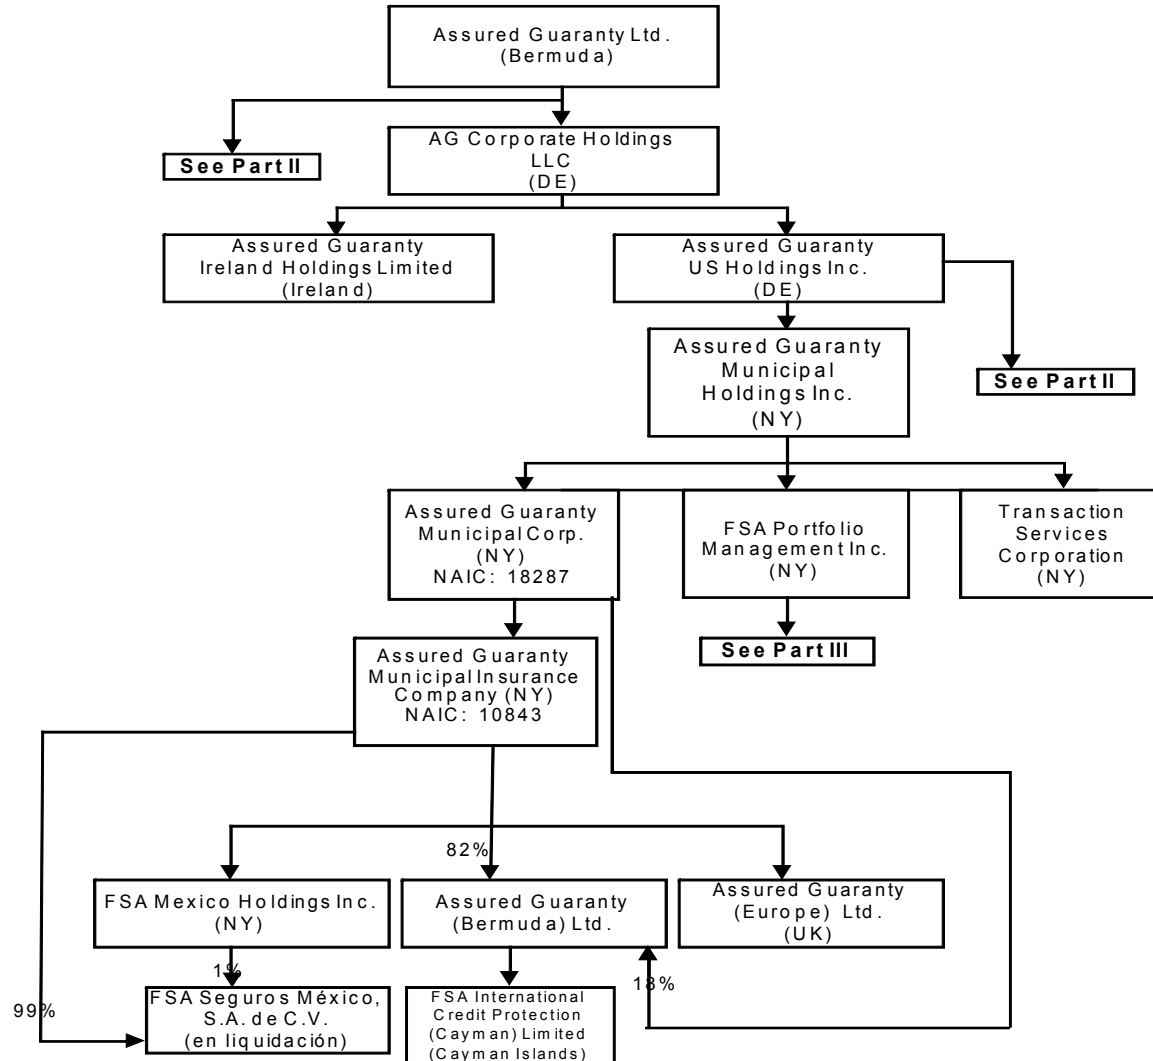 Assured Guaranty Ltd.
(Bermuda)
AG Corporate Holdings
LLC
(DE)
See Part II
Assured Guaranty
Ireland Holdings Limited
(Ireland)
Assured Guaranty
US Holdings Inc.
(DE)
Assured Guaranty
Municipal
Holdings Inc.
(NY)
See Part II
Assured Guaranty
Municipal Corp.
(NY)
NAIC: 18287
FSA Portfolio
Management Inc.
(NY)
Transaction
Services
Corporation
(NY)
See Part III
Assured Guaranty
Municipal Insurance
Company (NY)
NAIC: 10843
82%
FSA Mexico Holdings Inc.
(NY)
Assured Guaranty
(Bermuda) Ltd.
Assured Guaranty
(Europe) Ltd.
(UK)
1%
18%
99%
FSA Seguros México,
S.A. de C.V.
(en liquidación)
FSA International
Credit Protection
(Cayman) Limited
(Cayman Islands)